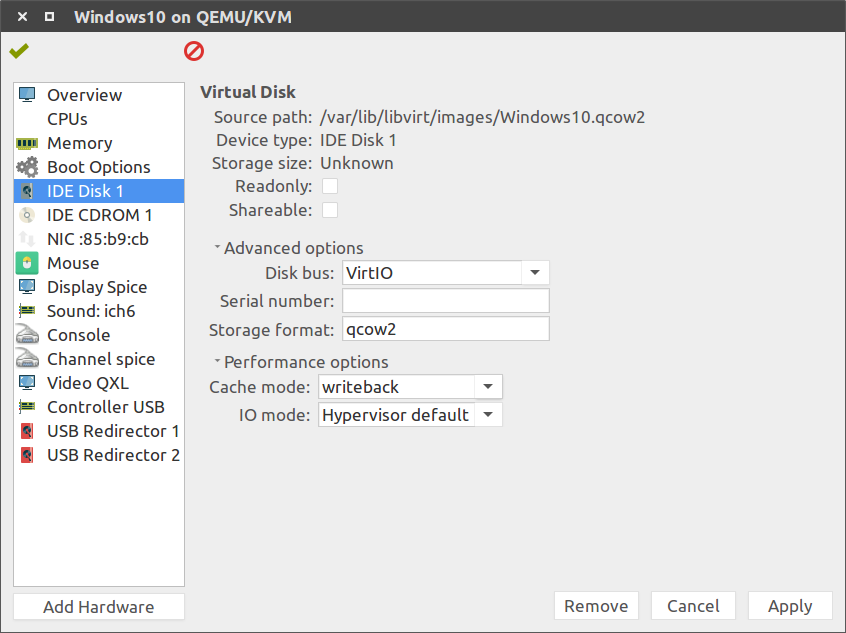 Windows10 on QEMU/KVM
Overview
CPUs
Memory
Boot Options
IDE Disk 1
IDE CDROM 1
NIC :85:b9:cb
Mouse
Display Spice
Sound: ich6
Console
Channel spice
Video QXL
Controller USB
USB Redirector 1
USB Redirector 2
Add Hardware
Virtual Disk
Source path: /var/lib/libvirt/images/Windows10.qcow2
Device type: IDE Disk 1
Storage size: Unknown
Readonly:
Shareable:
Advanced options
Disk bus: VirtIO
Serial number:
Storage format: qcow2
Performance options
Cache mode: writeback
IO mode: Hypervisor default
Remove Cancel Apply